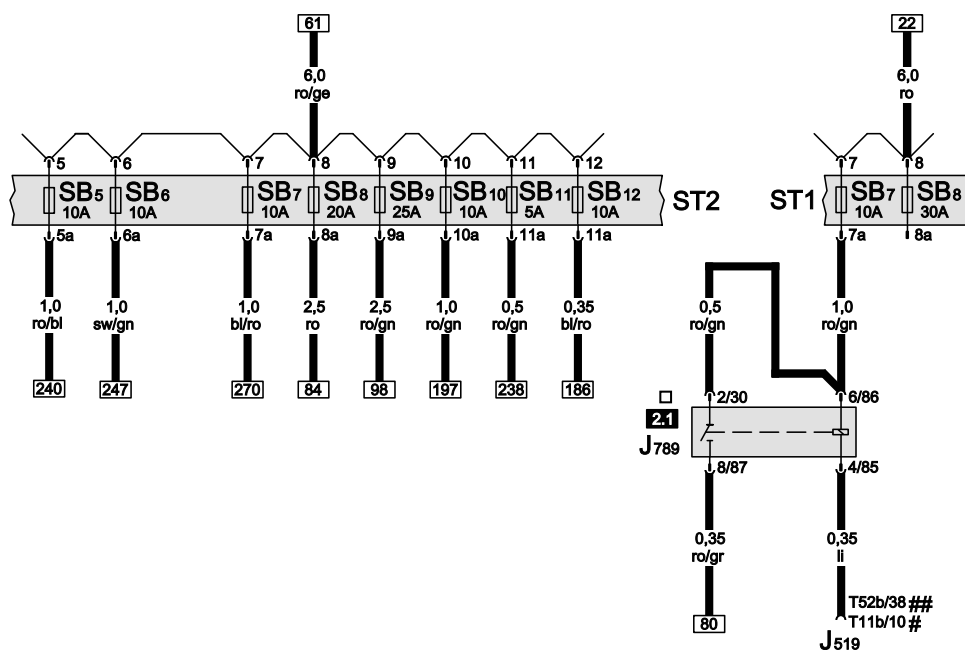 61
22
6,0
ro/ge
6,0
ro
5
6
7
8
9
10
11
12
7
8
SB5
10A
SB6
10A
SB7
10A
SB8
20A
SB9
25A
SB10
10A
SB11
5A
SB12
10A
ST2
ST1
SB7
10A
SB8
30A
5a
6a
7a
8a
9a
10a
11a
11a
7a
8a
1,0
ro/bl
1,0
sw/gn
1,0
bl/ro
2,5
ro
2,5
ro/gn
1,0
ro/gn
0,5
ro/gn
0,35
bl/ro
0,5
ro/gn
1,0
ro/gn
240
247
270
84
98
197
238
186
2/30
6/86
2.1
J789
8/87
4/85
0,35
ro/gr
0,35
li
80
T52b/38 ##
T11b/10 #
J519